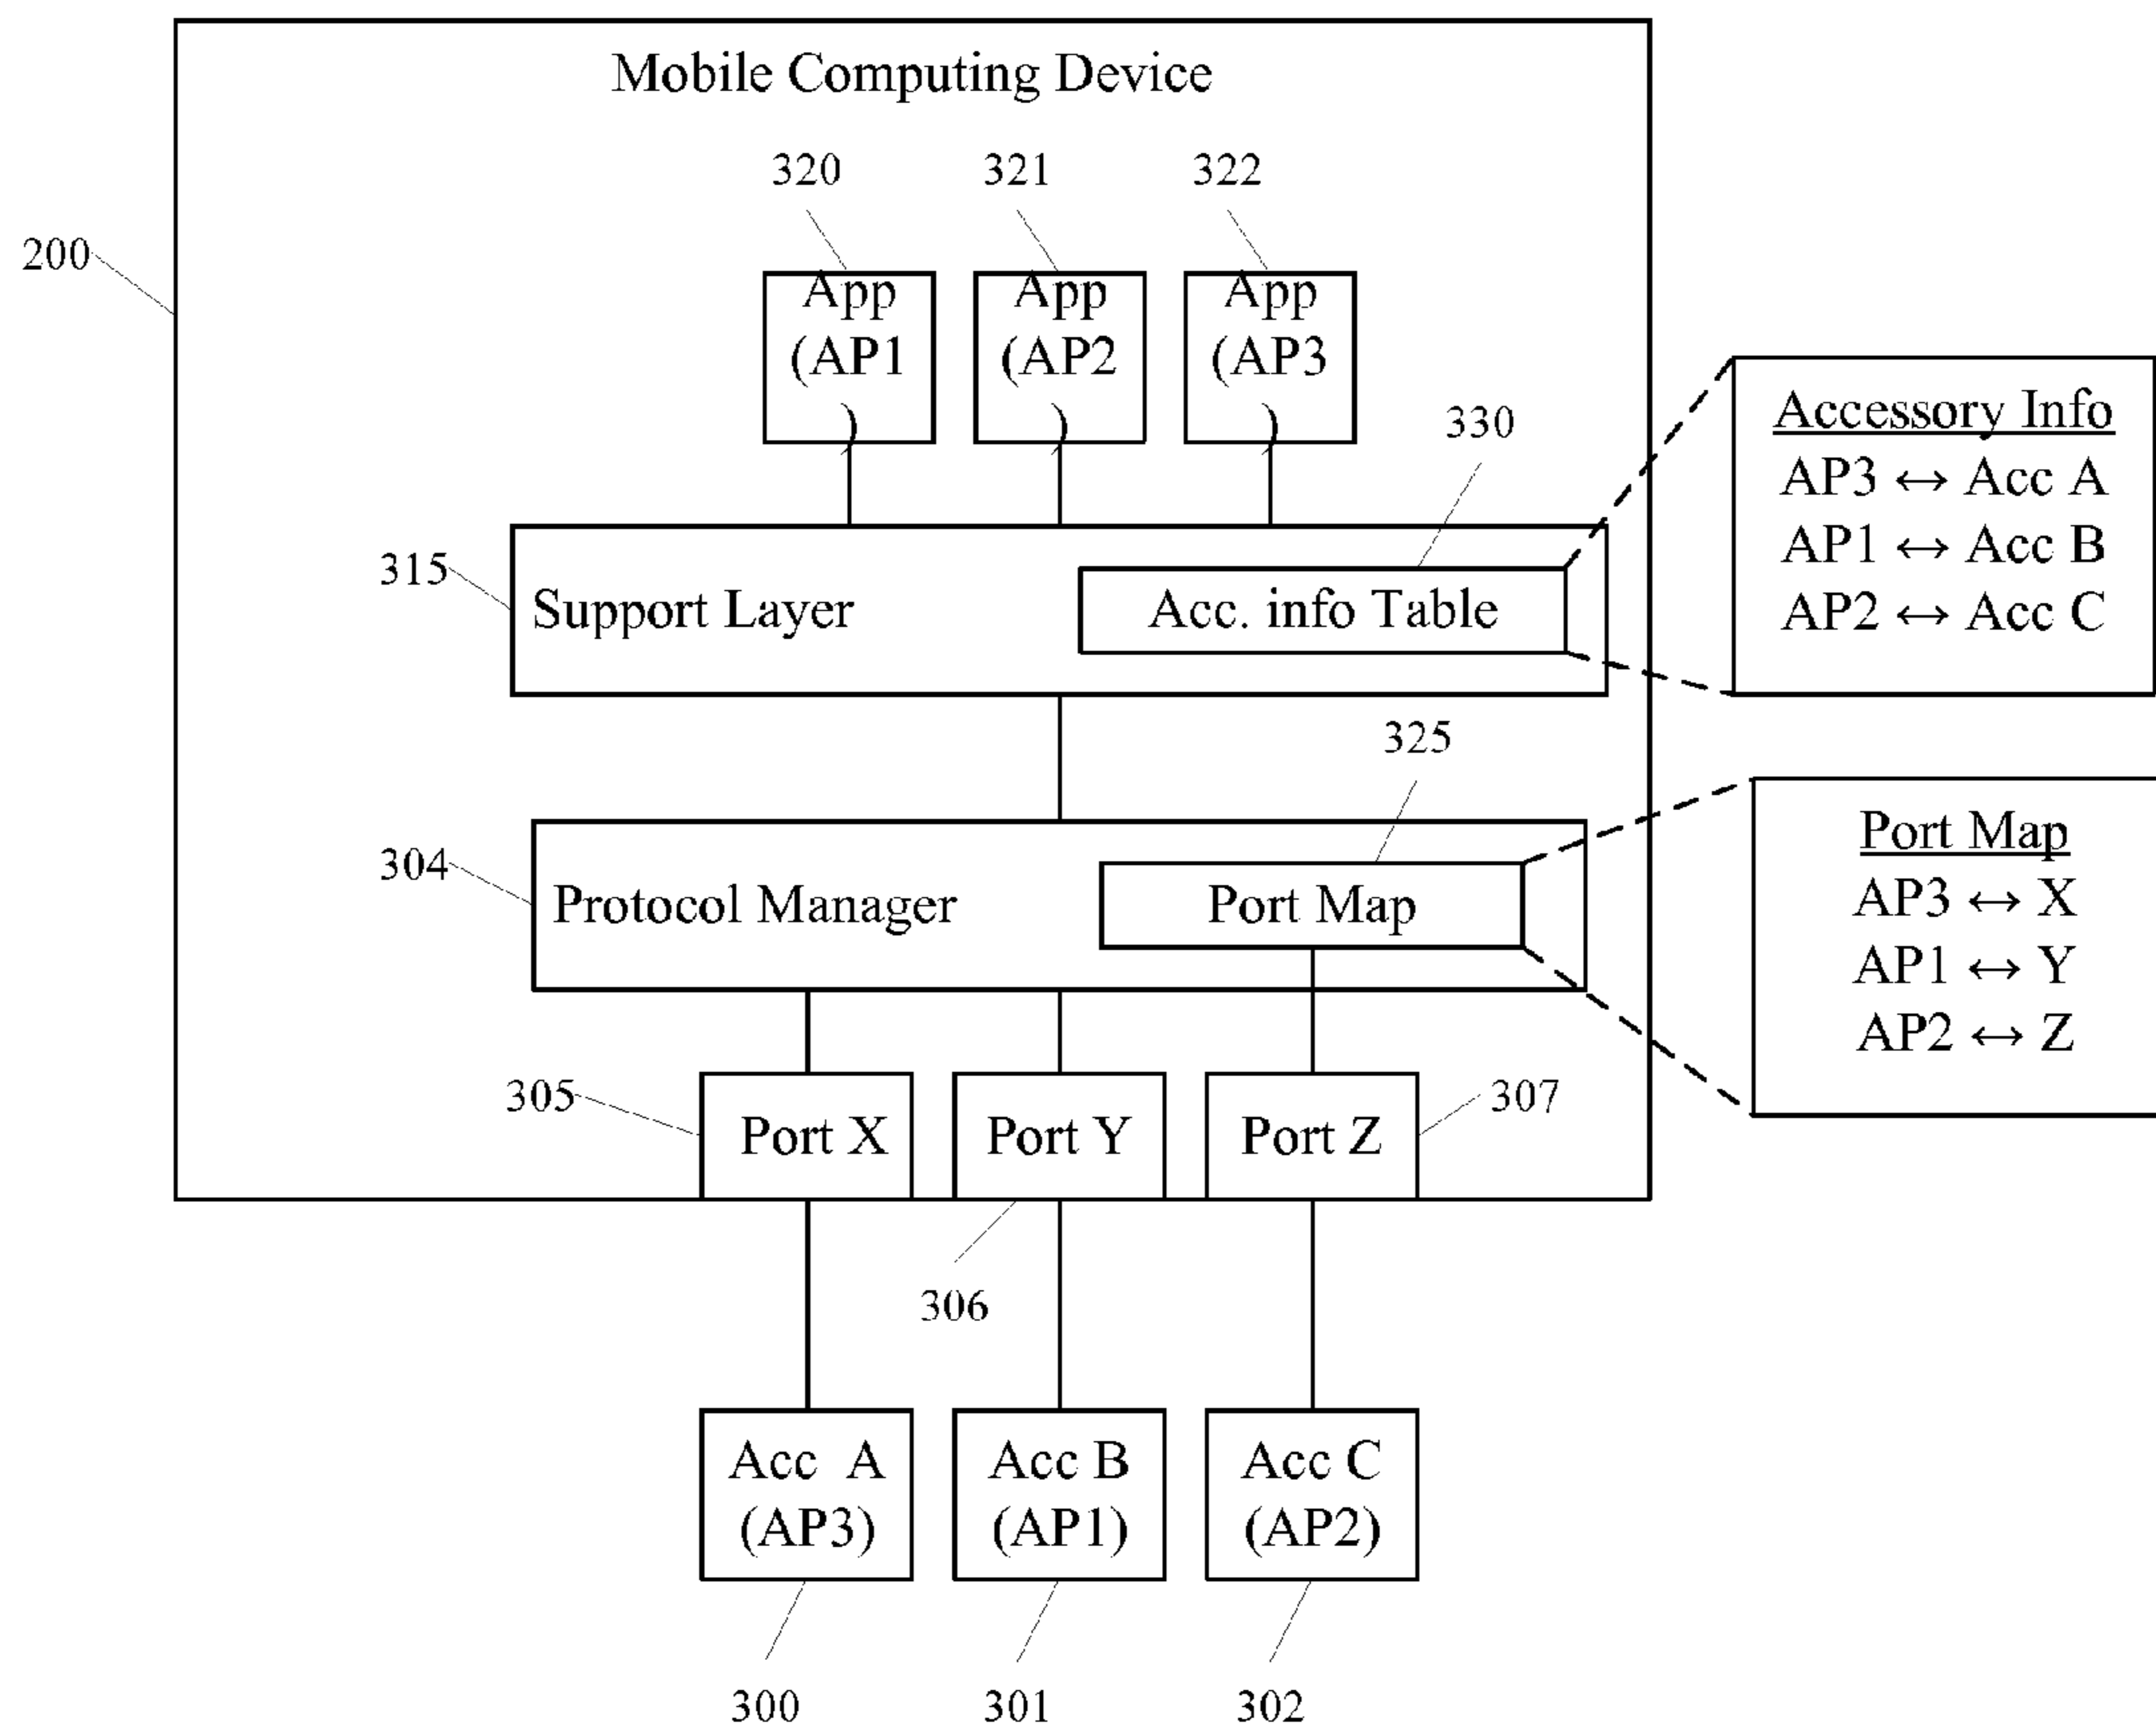 Mobile Computing Device
320 321 322
200
App
(AP1
)
App
(AP2
)
App
(AP3
)
330
315
Support Layer
Acc. info Table
Accessory Info
AP3 ↔ Acc A
AP1 ↔ Acc B
AP2 ↔ Acc C
325
304
Protocol Manager
Port Map
Port Map
AP3 ↔ X
AP1 ↔ Y
AP2 ↔ Z
305
Port X
Port Y
Port Z
307
306
Acc A
(AP3)
Acc B
(AP1)
Acc C
(AP2)
300 301 302